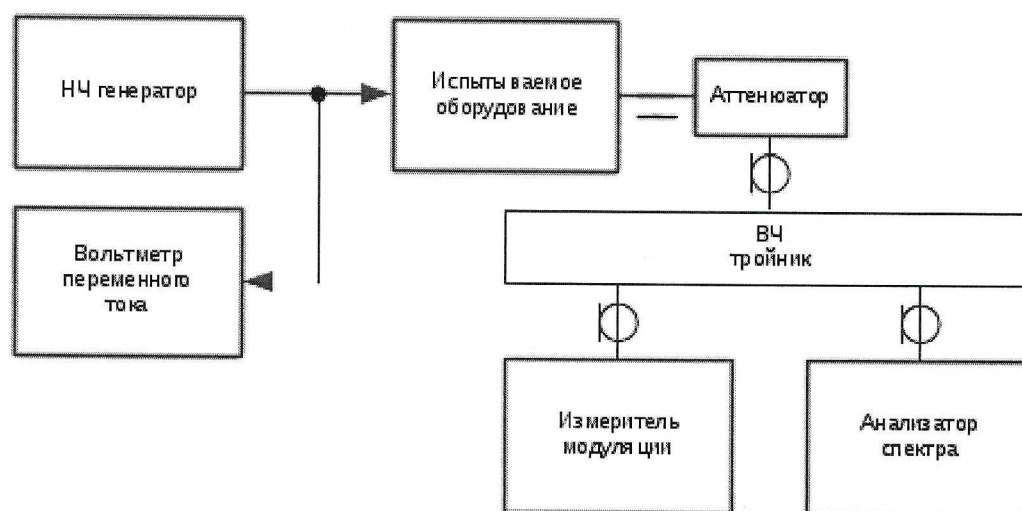 НЧ генератор
Испытываемое
оборудование
Аттенюатор
Вольтметр
переменного
тока
ВЧ
тройник
Измеритель
модуляции
Анализатор
спектра